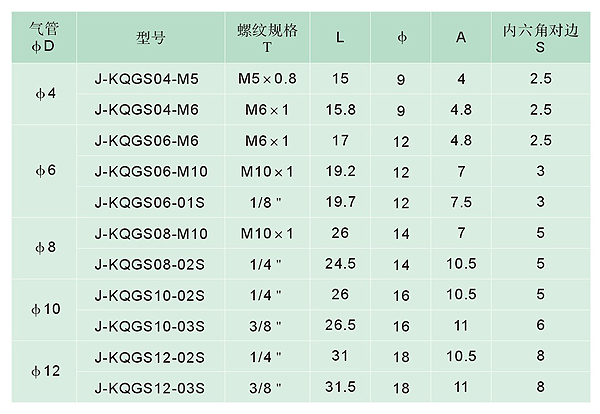 气管 φD 型号 螺纹规格 T L φ A 内六角对边 S
φ4 J-KQGS04-M5 M5×0.8 15 9 4 2.5
J-KQGS04-M6 M6×1 15.8 9 4.8 2.5
φ6 J-KQGS06-M6 M6×1 17 12 4.8 2.5
J-KQGS06-M10 M10×1 19.2 12 7 3
J-KQGS06-01S 1/8" 19.7 12 7.5 3
φ8 J-KQGS08-M10 M10×1 26 14 7 5
J-KQGS08-02S 1/4" 24.5 14 10.5 5
φ10 J-KQGS10-02S 1/4" 26 16 10.5 5
J-KQGS10-03S 3/8" 26.5 16 11 6
φ12 J-KQGS12-02S 1/4" 31 18 10.5 8
J-KQGS12-03S 3/8" 31.5 18 11 8